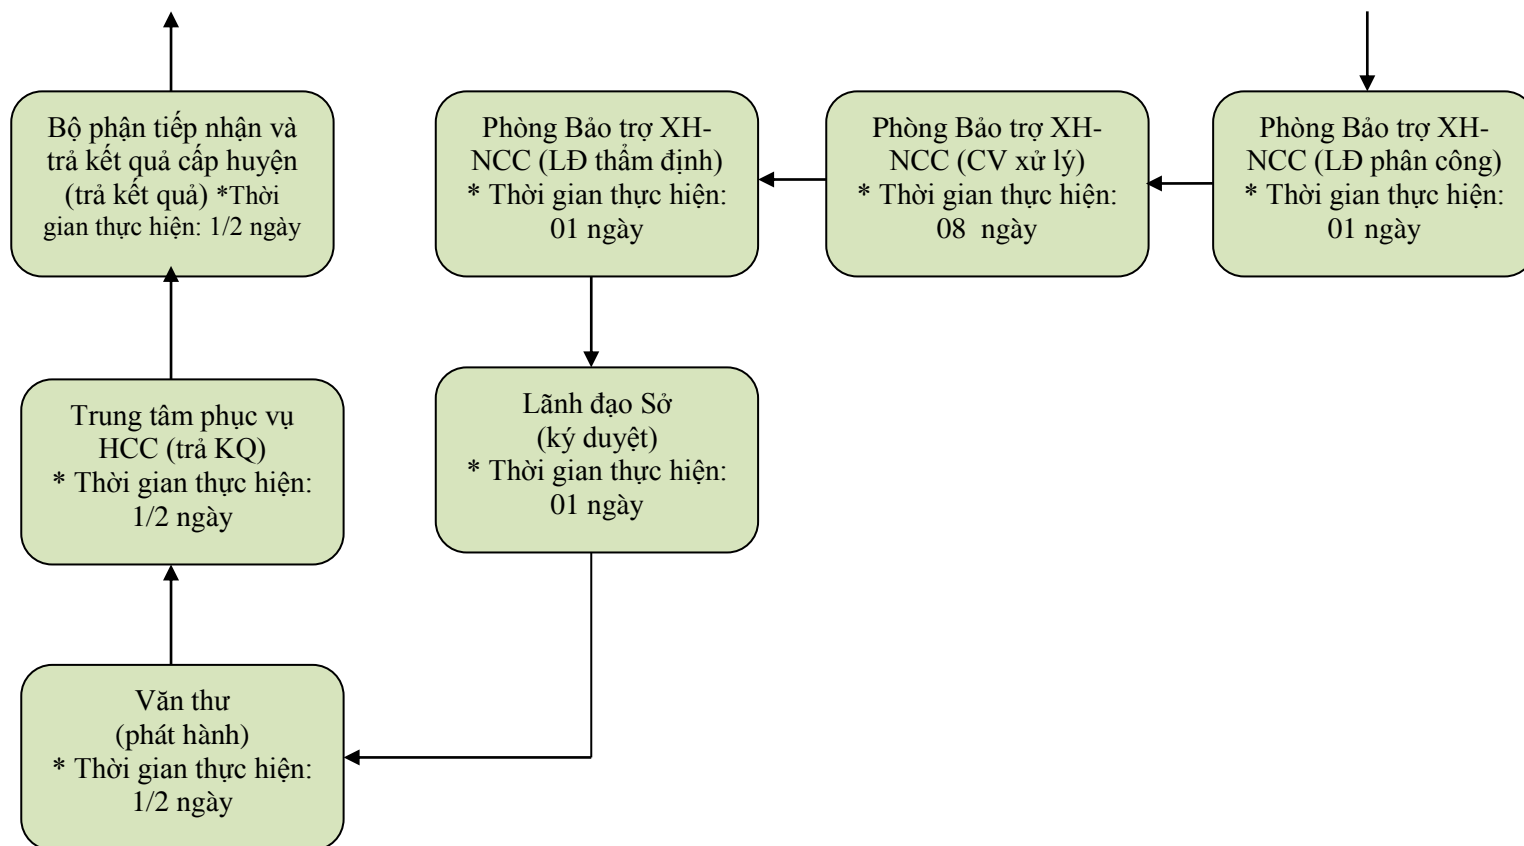 Bộ phận tiếp nhận và
trả kết quả cấp huyện
(trả kết quả) *Thời
gian thực hiện: 1/2 ngày
Phòng Bảo trợ XH-
NCC (LĐ thẩm định)
* Thời gian thực hiện:
01 ngày
Phòng Bảo trợ XH-
NCC (CV xử lý)
* Thời gian thực hiện:
08 ngày
Phòng Bảo trợ XH-
NCC (LĐ phân công)
* Thời gian thực hiện:
01 ngày
Trung tâm phục vụ
HCC (trả KQ)
* Thời gian thực hiện:
1/2 ngày
Lãnh đạo Sở
(ký duyệt)
* Thời gian thực hiện:
01 ngày
Văn thư
(phát hành)
* Thời gian thực hiện:
1/2 ngày